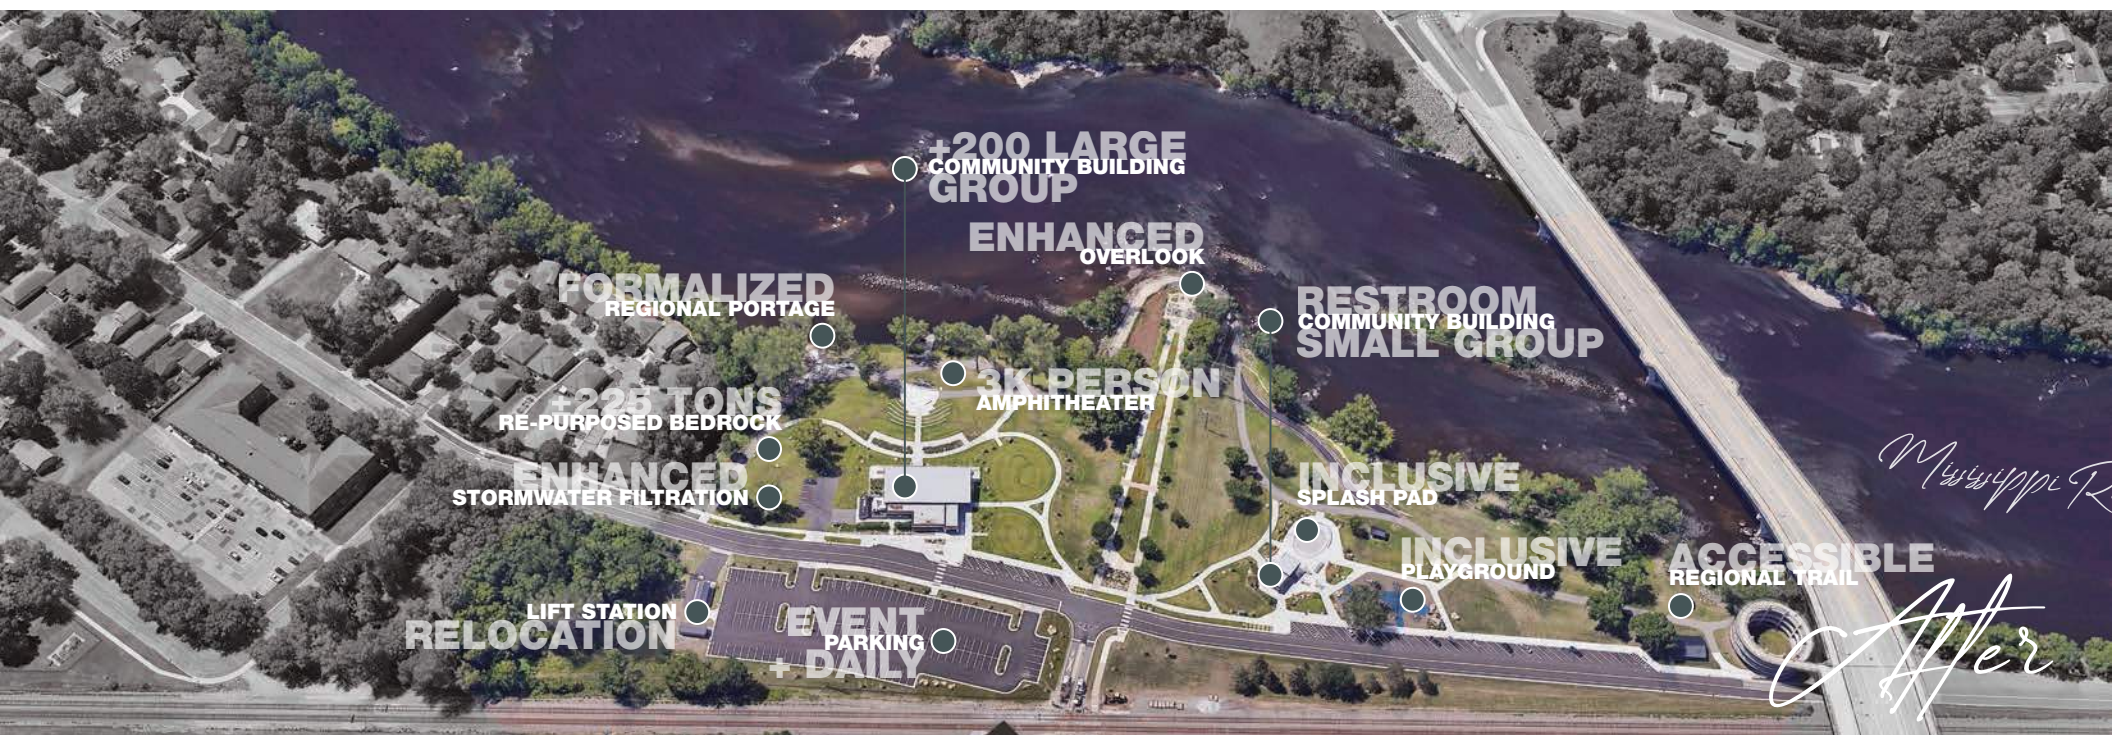 +200 LARGE
COMMUNITY BUILDING
GROUP
ENHANCED
OVERLOOK
FORMALIZED
REGIONAL PORTAGE
RESTROOM
COMMUNITY BUILDING
SMALL GROUP
3K PERSON
AMPHITHEATER
+225 TONS
RE-PURPOSED BEDROCK
ENHANCED
STORMWATER FILTRATION
INCLUSIVE
SPLASH PAD
INCLUSIVE
PLAYGROUND
ACCESSIBLE
REGIONAL TRAIL
LIFT STATION
RELOCATION
EVENT
PARKING
+ DAILY
Mississippi R
After